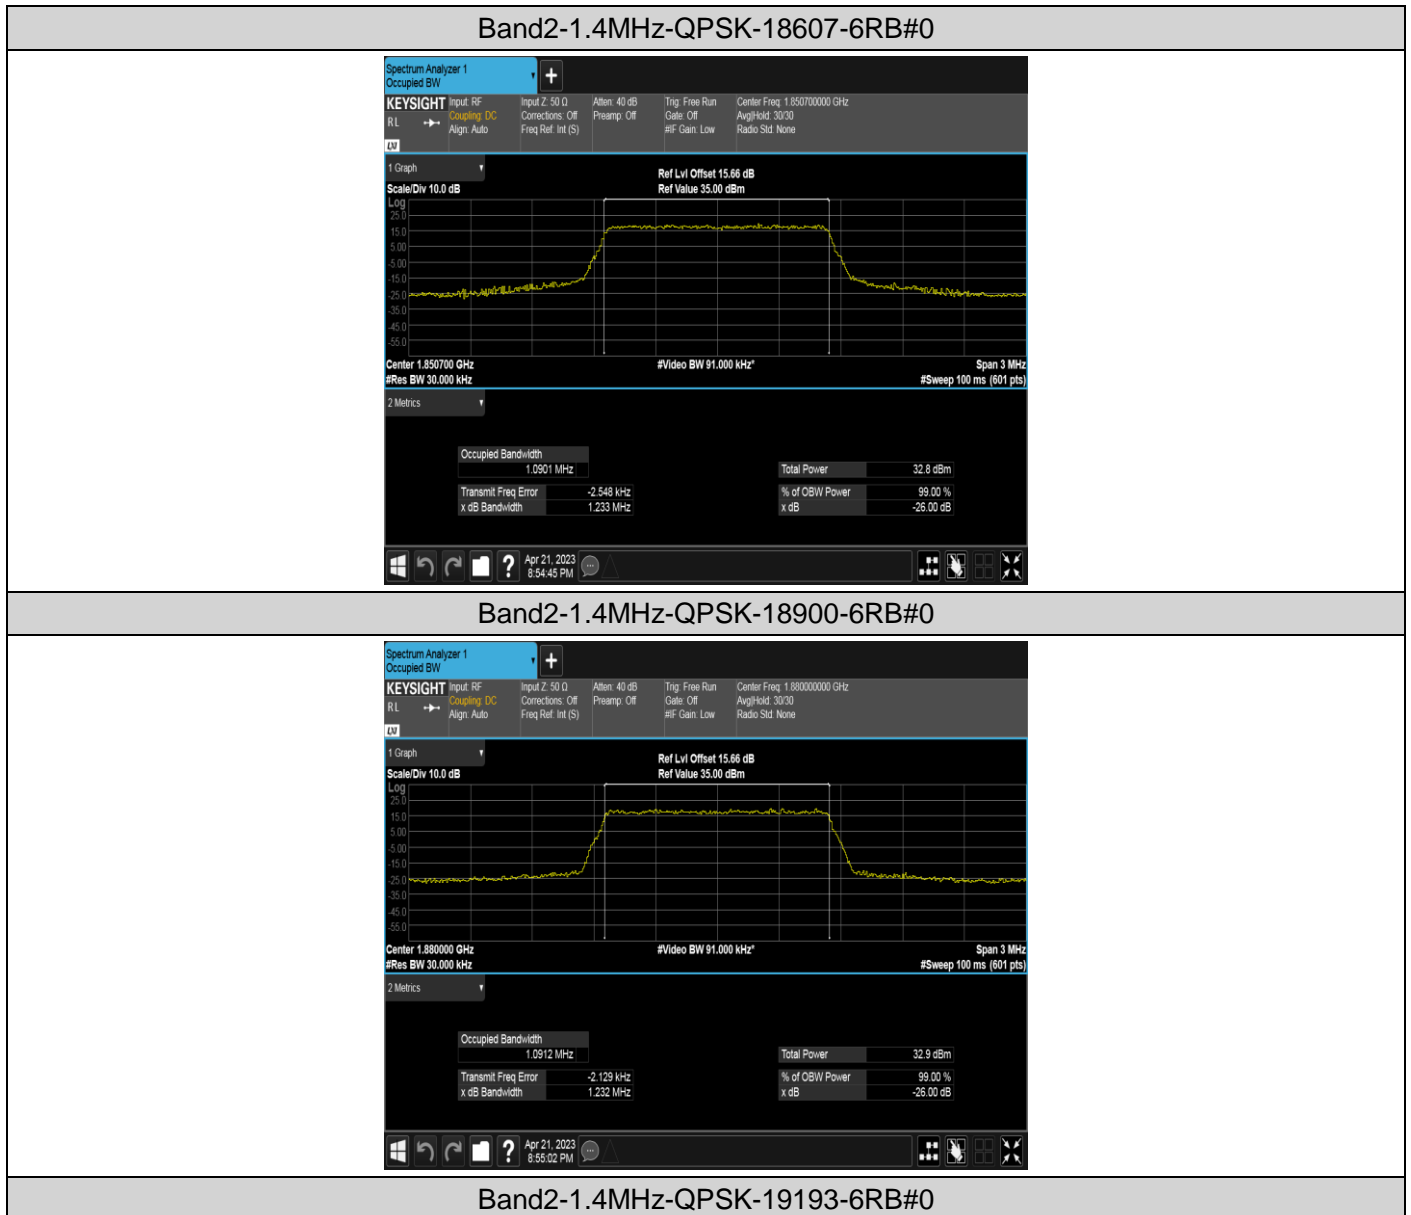 Band2-1.4MHz-QPSK-18607-6RB#0
Spectrum Analyzer 1
Occupied BW
+
KEYSIGHT Input: RF Input Z: 50 Ω Atten: 40 dB Trig: Free Run Center Freq: 1.850700000 GHz
RL Coupling: DC Corrections: Off Preamp: Off Gate: Off Avg|Hold: 30/30
Align: Auto Freq Ref: Int (S) #IF Gain: Low Radio Std: None
LXI
1 Graph Ref Lvl Offset 15.66 dB
Scale/Div 10.0 dB Ref Value 35.00 dBm
Log
25.0
15.0
5.00
-5.00
-15.0
-25.0
-35.0
-45.0
-55.0
Center 1.850700 GHz #Video BW 91.000 kHz* Span 3 MHz
#Res BW 30.000 kHz #Sweep 100 ms (601 pts)
2 Metrics
Occupied Bandwidth
1.0901 MHz Total Power 32.8 dBm
Transmit Freq Error -2.548 kHz % of OBW Power 99.00 %
x dB Bandwidth 1.233 MHz x dB -26.00 dB
? Apr 21, 2023
8:54:45 PM
Band2-1.4MHz-QPSK-18900-6RB#0
Spectrum Analyzer 1
Occupied BW
+
KEYSIGHT Input: RF Input Z: 50 Ω Atten: 40 dB Trig: Free Run Center Freq: 1.880000000 GHz
RL Coupling: DC Corrections: Off Preamp: Off Gate: Off Avg|Hold: 30/30
Align: Auto Freq Ref: Int (S) #IF Gain: Low Radio Std: None
LXI
1 Graph Ref Lvl Offset 15.66 dB
Scale/Div 10.0 dB Ref Value 35.00 dBm
Log
25.0
15.0
5.00
-5.00
-15.0
-25.0
-35.0
-45.0
-55.0
Center 1.880000 GHz #Video BW 91.000 kHz* Span 3 MHz
#Res BW 30.000 kHz #Sweep 100 ms (601 pts)
2 Metrics
Occupied Bandwidth
1.0912 MHz Total Power 32.9 dBm
Transmit Freq Error -2.129 kHz % of OBW Power 99.00 %
x dB Bandwidth 1.232 MHz x dB -26.00 dB
? Apr 21, 2023
8:55:02 PM
Band2-1.4MHz-QPSK-19193-6RB#0